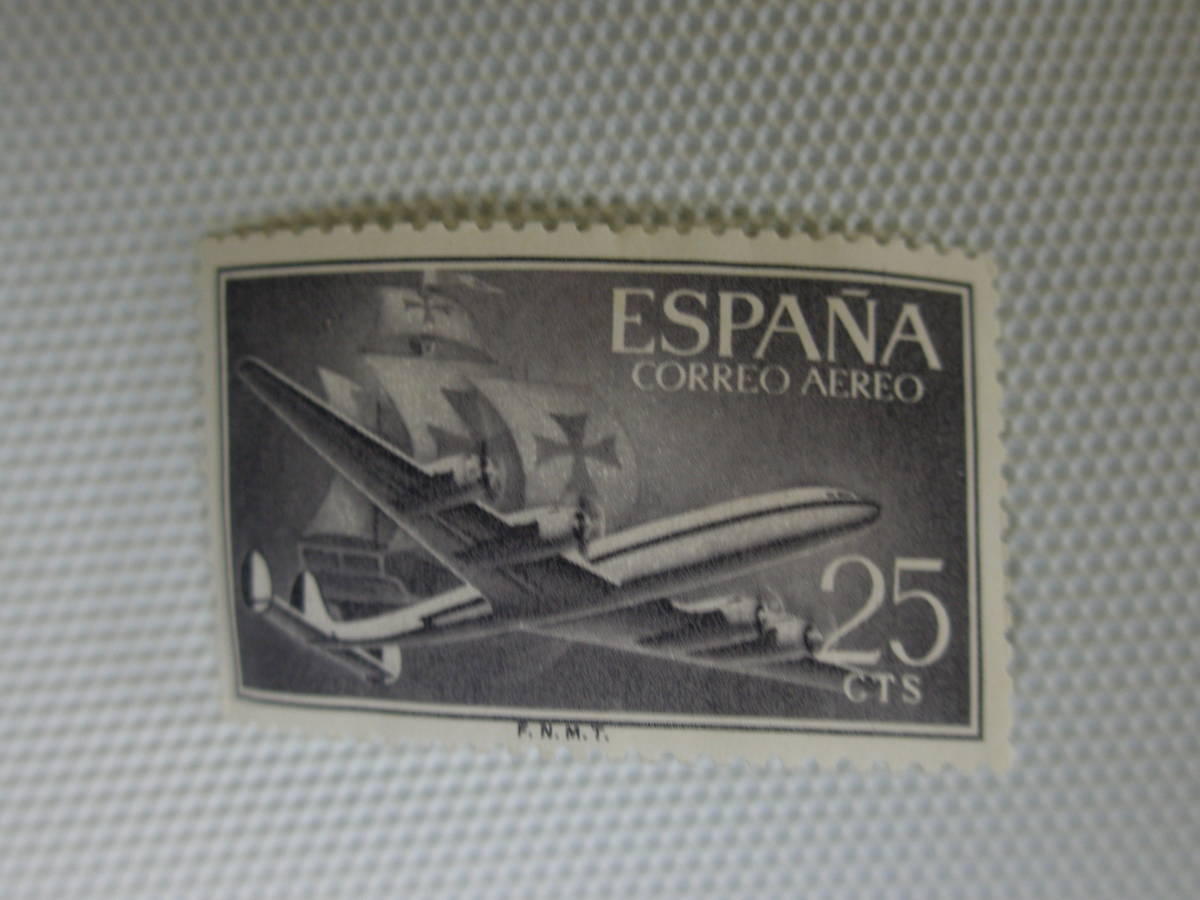 ESPAÑA
CORREO AEREO
25
CTS
F.N.M.T.